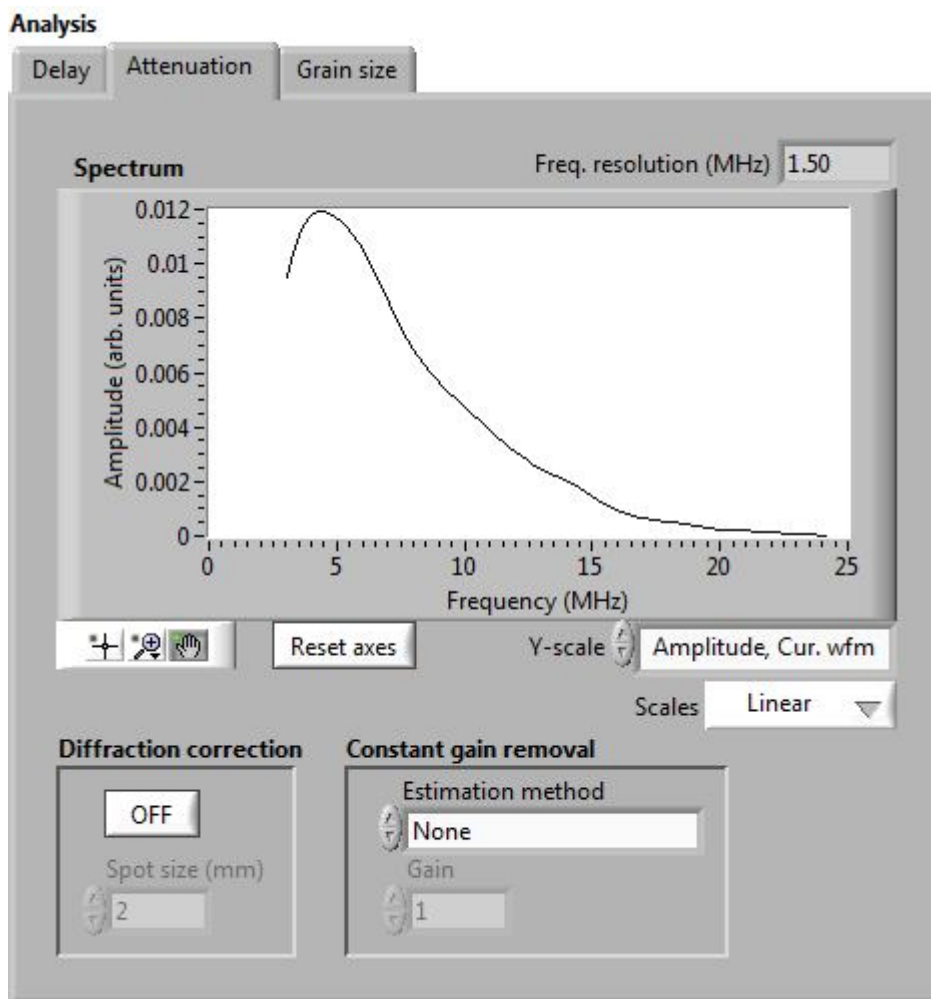 Analysis
Delay Attenuation Grain size
Spectrum Freq. resolution (MHz) 1.50
0.012
0.01
0.008
0.006
0.004
0.002
0
Amplitude (arb. units)
0 5 10 15 20 25
Frequency (MHz)
Reset axes Y-scale Amplitude, Cur. wfm
Scales Linear
Diffraction correction Constant gain removal
Estimation method
OFF None
Spot size (mm) Gain
2 1